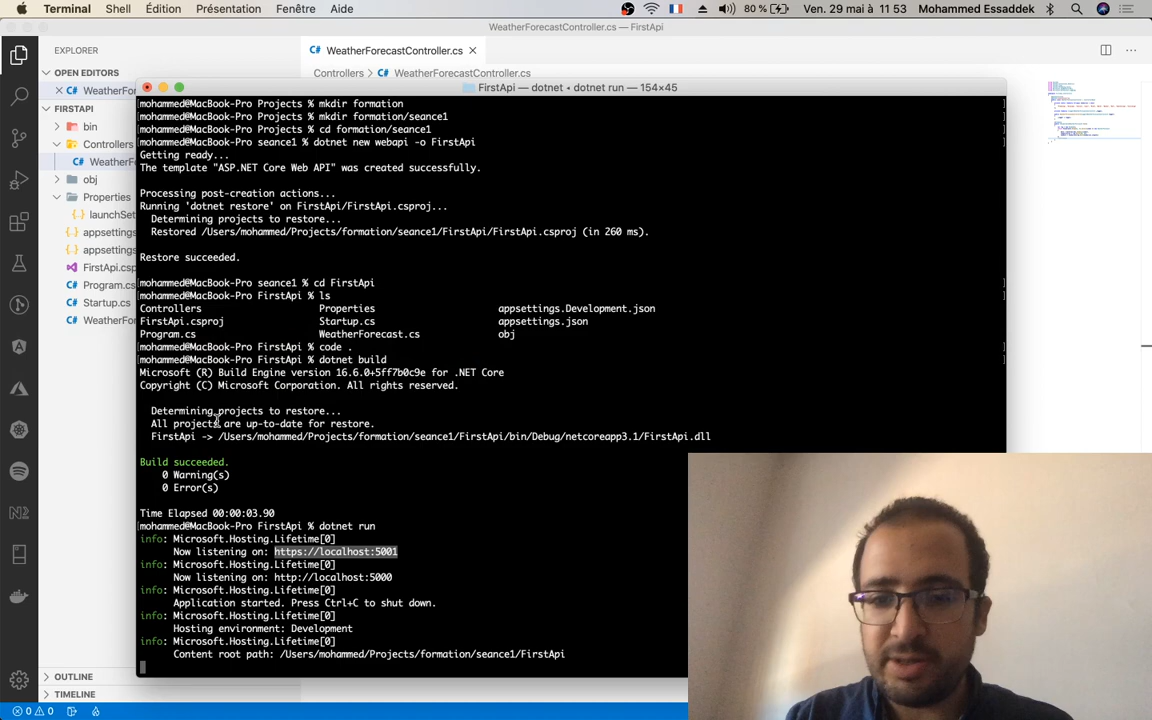 Terminal Shell Édition Présentation Fenêtre Aide 80 % Ven. 29 mai à 11 53 Mohammed Essaddek
WeatherForecastController.cs — FirstApi
EXPLORER
WeatherForecastController.cs
OPEN EDITORS
Controllers > WeatherForecastController.cs
WeatherFo
FIRSTAPI
bin
Controllers
WeatherFo
obj
Properties
launchSet
appsettings
appsettings
FirstApi.csp
Program.cs
Startup.cs
WeatherFor
OUTLINE
TIMELINE
0 0
FirstApi — dotnet • dotnet run — 154×45
mohammed@MacBook-Pro Projects % mkdir formation
mohammed@MacBook-Pro Projects % mkdir formation/seance1
mohammed@MacBook-Pro Projects % cd formation/seance1
mohammed@MacBook-Pro seance1 % dotnet new webapi -o FirstApi
Getting ready...
The template "ASP.NET Core Web API" was created successfully.
Processing post-creation actions...
Running 'dotnet restore' on FirstApi/FirstApi.csproj...
Determining projects to restore...
Restored /Users/mohammed/Projects/formation/seance1/FirstApi/FirstApi.csproj (in 260 ms).
Restore succeeded.
mohammed@MacBook-Pro seance1 % cd FirstApi
mohammed@MacBook-Pro FirstApi % ls
Controllers Properties appsettings.Development.json
FirstApi.csproj Startup.cs appsettings.json
Program.cs WeatherForecast.cs obj
mohammed@MacBook-Pro FirstApi % code .
mohammed@MacBook-Pro FirstApi % dotnet build
Microsoft (R) Build Engine version 16.6.0+5ff7b0c9e for .NET Core
Copyright (C) Microsoft Corporation. All rights reserved.
Determining projects to restore...
All projects are up-to-date for restore.
FirstApi -> /Users/mohammed/Projects/formation/seance1/FirstApi/bin/Debug/netcoreapp3.1/FirstApi.dll
Build succeeded.
0 Warning(s)
0 Error(s)
Time Elapsed 00:00:03.90
mohammed@MacBook-Pro FirstApi % dotnet run
info: Microsoft.Hosting.Lifetime[0]
Now listening on: https://localhost:5001
info: Microsoft.Hosting.Lifetime[0]
Now listening on: http://localhost:5000
info: Microsoft.Hosting.Lifetime[0]
Application started. Press Ctrl+C to shut down.
info: Microsoft.Hosting.Lifetime[0]
Hosting environment: Development
info: Microsoft.Hosting.Lifetime[0]
Content root path: /Users/mohammed/Projects/formation/seance1/FirstApi